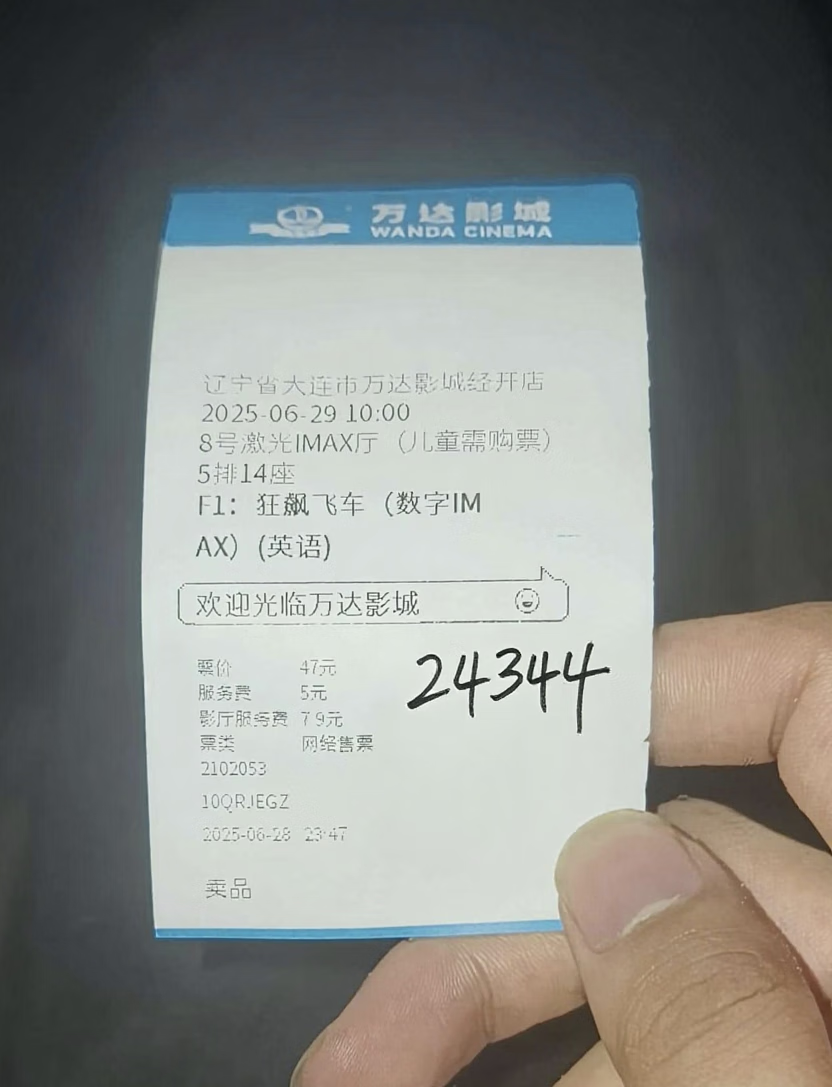 万达影城
WANDA CINEMA
辽宁省大连市万达影城经开店
2025-06-29 10:00
8号激光IMAX厅（儿童需购票）
5排14座
F1：狂飙飞车（数字IM
AX）(英语)
欢迎光临万达影城
票价 47元
服务费 5元
影厅服务费 7.9元
票类 网络售票
24344
2102053
10QRJEGZ
2025-06-28 23:47
卖品